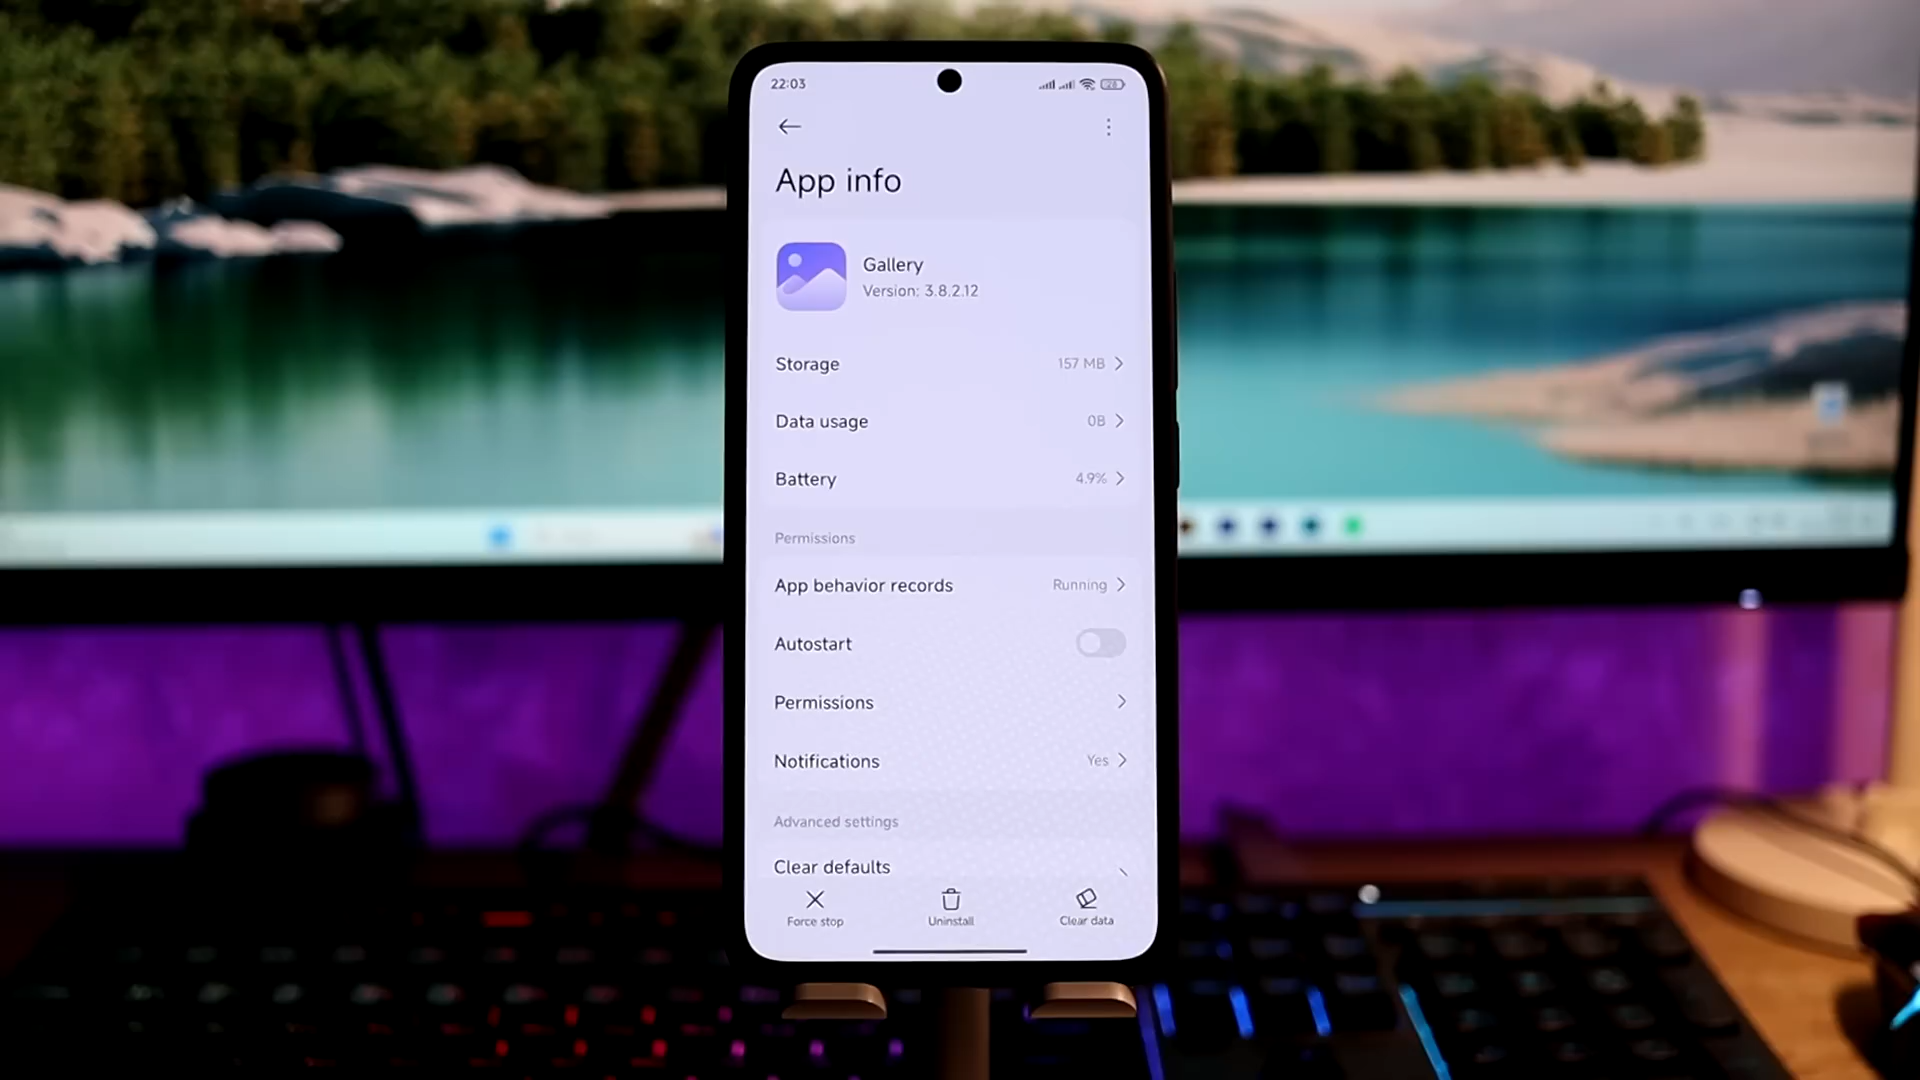 22:03
App info
Gallery
Version: 3.8.2.12
Storage 157 MB
Data usage 0B
Battery 4.9%
Permissions
App behavior records Running
Autostart
Permissions
Notifications Yes
Advanced settings
Clear defaults
Force stop Uninstall Clear data